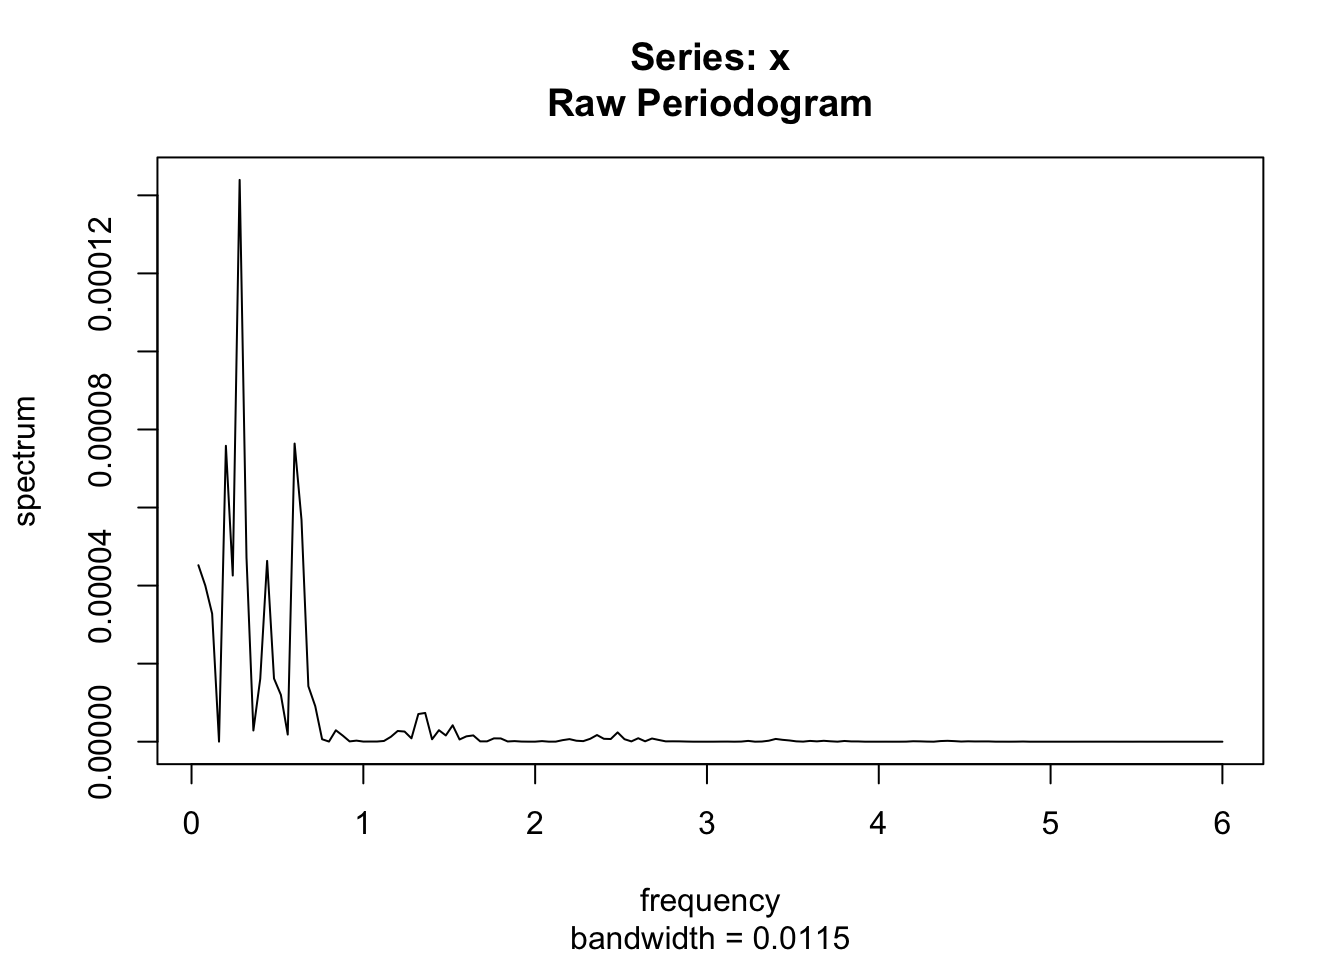 Series: x
Raw Periodogram
spectrum
0.00012
0.00008
0.00004
0.00000
0 1 2 3 4 5 6
frequency
bandwidth = 0.0115